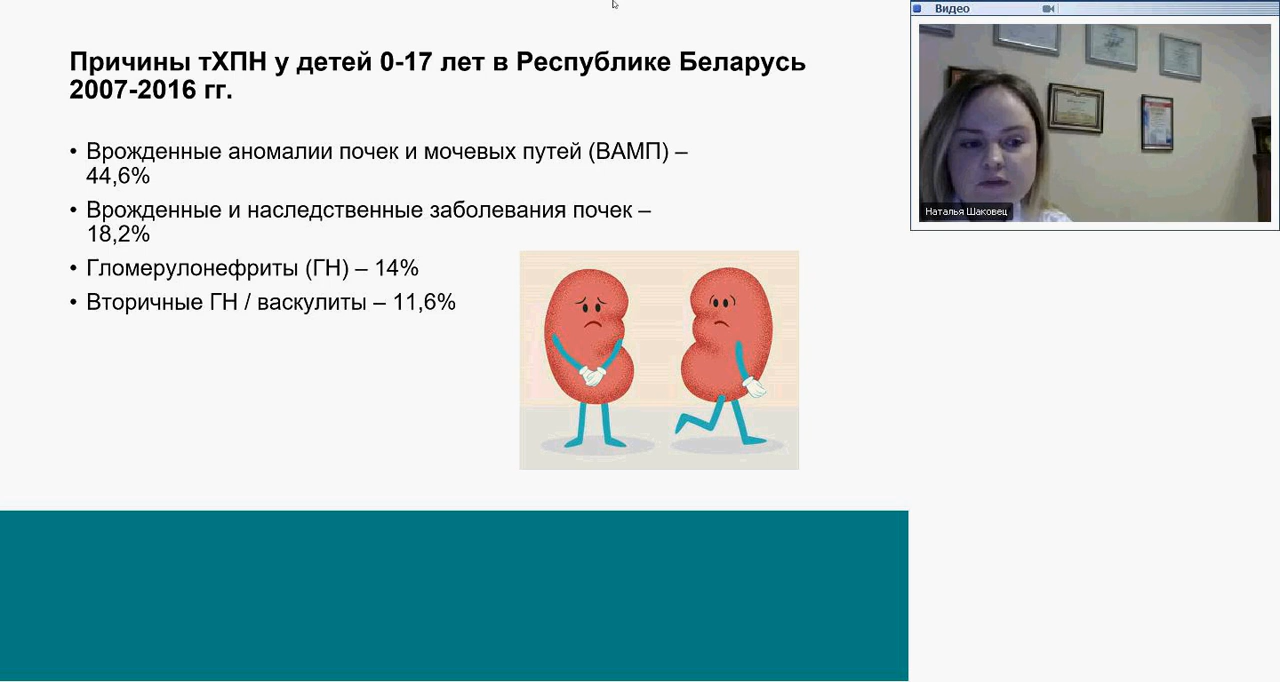 Причины тХПН у детей 0-17 лет в Республике Беларусь
2007-2016 гг.
• Врожденные аномалии почек и мочевых путей (ВАМП) –
44,6%
• Врожденные и наследственные заболевания почек –
18,2%
• Гломерулонефриты (ГН) – 14%
• Вторичные ГН / васкулиты – 11,6%
Видео
Наталья Шаковец